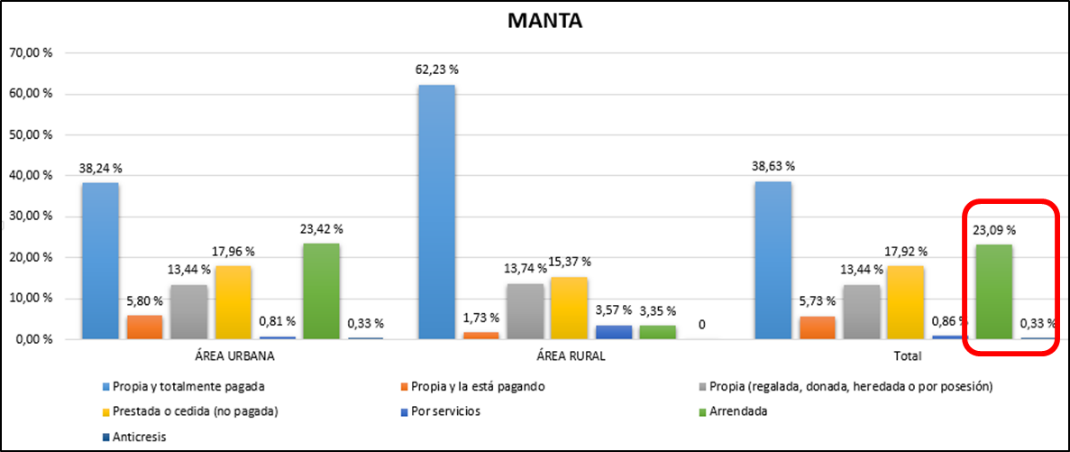 MANTA
70,00 %
60,00 %
50,00 %
40,00 %
30,00 %
20,00 %
10,00 %
0,00 %
38,24 %
5,80 %
13,44 %
17,96 %
0,81 %
23,42 %
0,33 %
62,23 %
1,73 %
13,74 %
15,37 %
3,57 %
3,35 %
0
38,63 %
5,73 %
13,44 %
17,92 %
0,86 %
23,09 %
0,33 %
ÁREA URBANA
ÁREA RURAL
Total
Propia y totalmente pagada
Propia y la está pagando
Propia (regalada, donada, heredada o por posesión)
Prestada o cedida (no pagada)
Por servicios
Arrendada
Anticresis